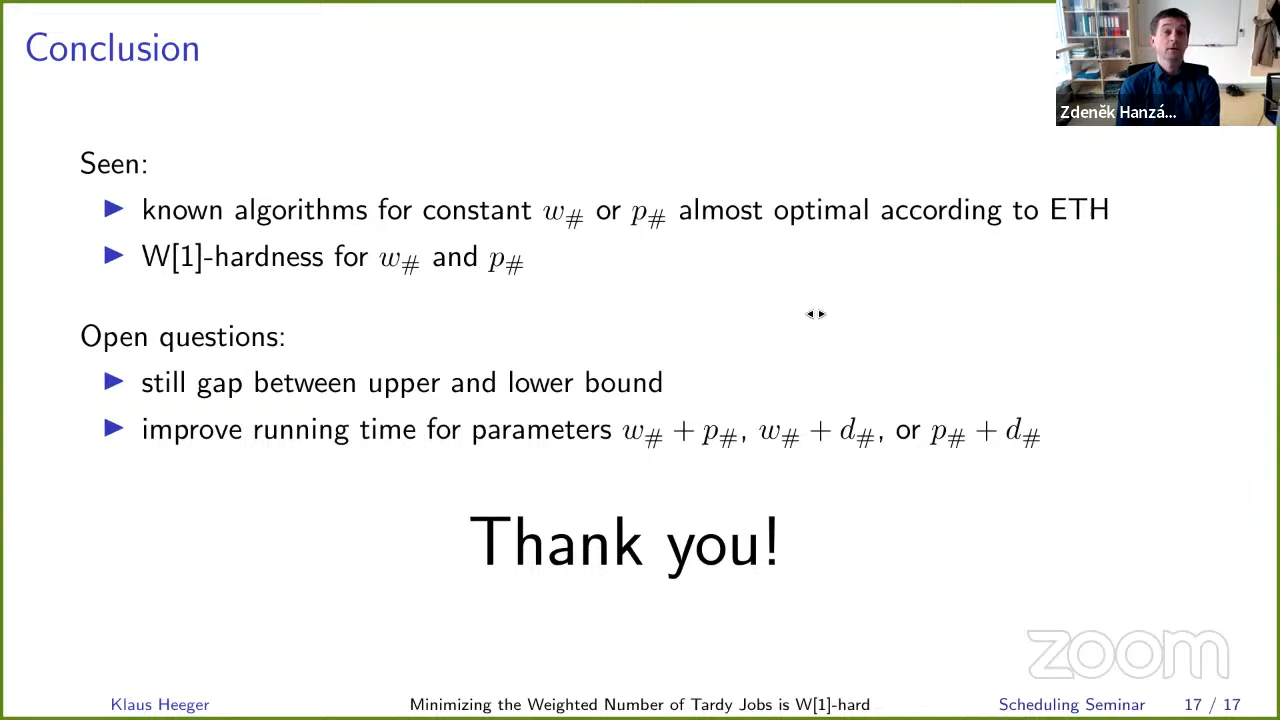 Conclusion
Zdeněk Hanzá...
Seen:
▶ known algorithms for constant w# or p# almost optimal according to ETH
▶ W[1]-hardness for w# and p#
Open questions:
▶ still gap between upper and lower bound
▶ improve running time for parameters w# + p#, w# + d#, or p# + d#
Thank you!
zoom
Klaus Heeger Minimizing the Weighted Number of Tardy Jobs is W[1]-hard Scheduling Seminar 17 / 17